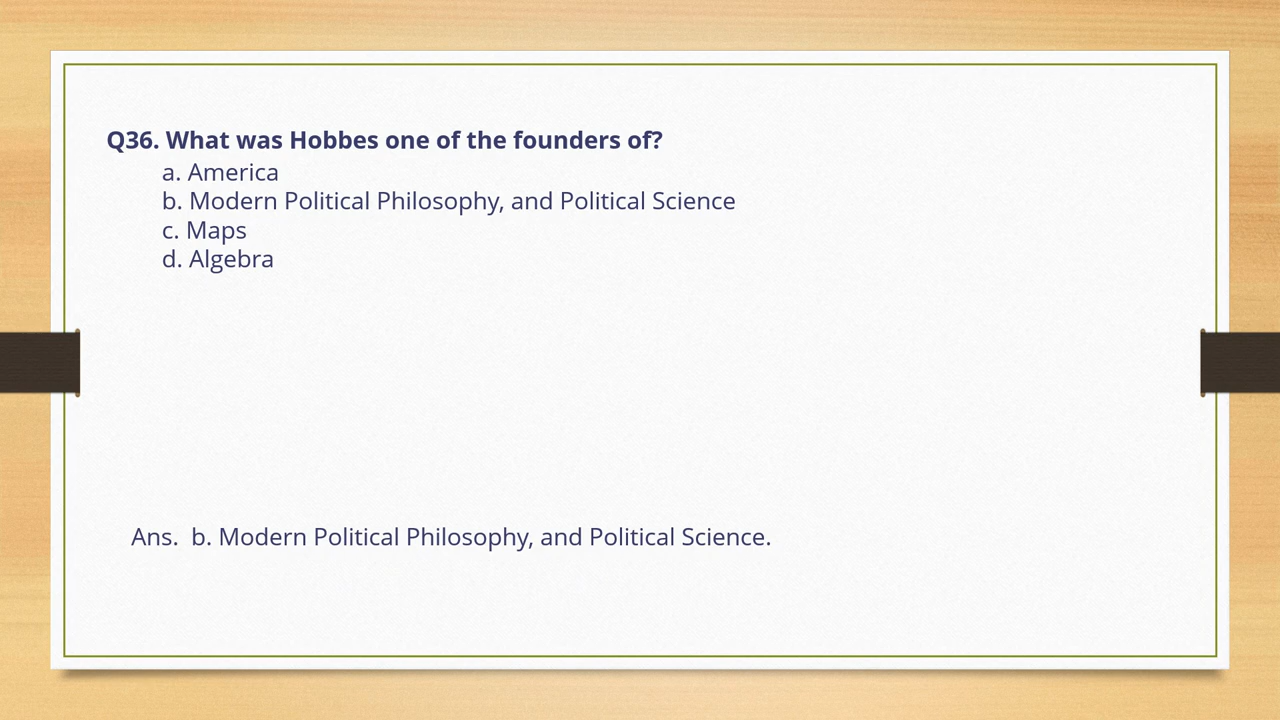 Q36. What was Hobbes one of the founders of?
a. America
b. Modern Political Philosophy, and Political Science
c. Maps
d. Algebra
Ans.  b. Modern Political Philosophy, and Political Science.